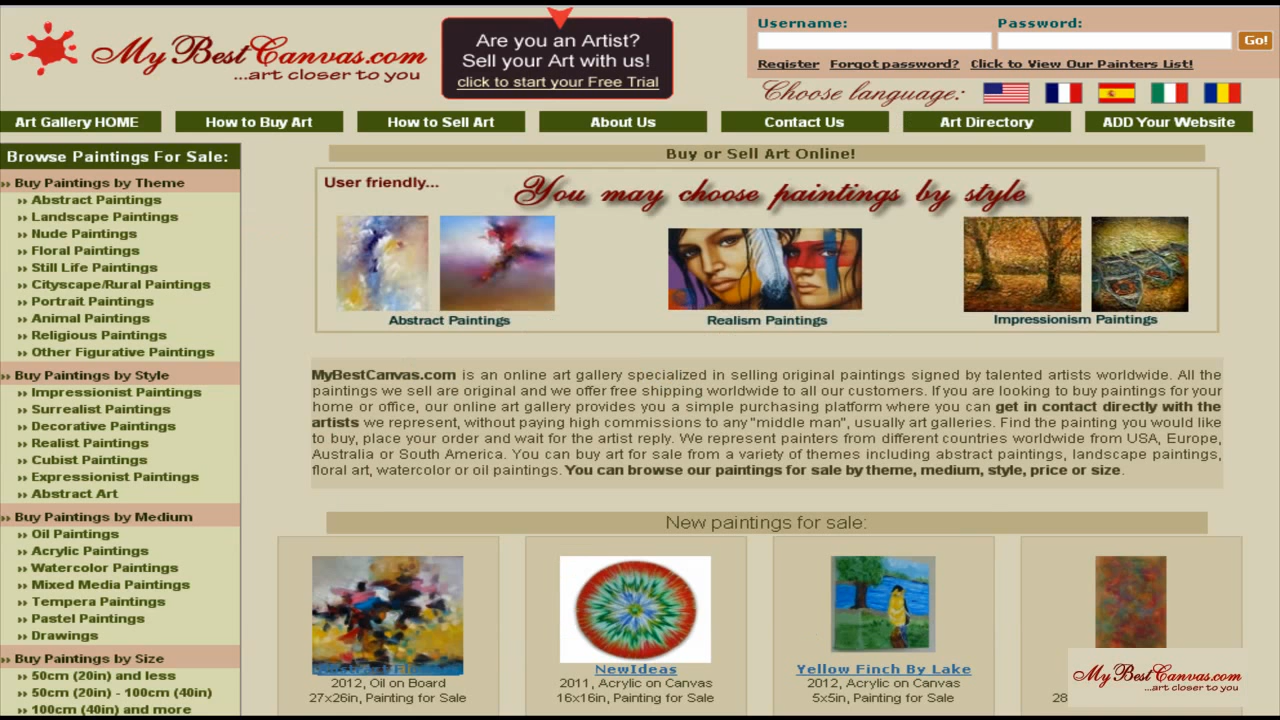 MyBestCanvas.com
...art closer to you
Are you an Artist?
Sell your Art with us!
click to start your Free Trial
Username: Password:
Go!
Register Forgot password? Click to View Our Painters List!
Choose language:
Art Gallery HOME How to Buy Art How to Sell Art About Us Contact Us Art Directory ADD Your Website
Browse Paintings For Sale:
Buy Paintings by Theme
Abstract Paintings
Landscape Paintings
Nude Paintings
Floral Paintings
Still Life Paintings
Cityscape/Rural Paintings
Portrait Paintings
Animal Paintings
Religious Paintings
Other Figurative Paintings
Buy Paintings by Style
Impressionist Paintings
Surrealist Paintings
Decorative Paintings
Realist Paintings
Cubist Paintings
Expressionist Paintings
Abstract Art
Buy Paintings by Medium
Oil Paintings
Acrylic Paintings
Watercolor Paintings
Mixed Media Paintings
Tempera Paintings
Pastel Paintings
Drawings
Buy Paintings by Size
50cm (20in) and less
50cm (20in) - 100cm (40in)
100cm (40in) and more
Buy or Sell Art Online!
User friendly...
You may choose paintings by style
Abstract Paintings
Realism Paintings
Impressionism Paintings
MyBestCanvas.com is an online art gallery specialized in selling original paintings signed by talented artists worldwide. All the
paintings we sell are original and we offer free shipping worldwide to all our customers. If you are looking to buy paintings for your
home or office, our online art gallery provides you a simple purchasing platform where you can get in contact directly with the
artists we represent, without paying high commissions to any "middle man", usually art galleries. Find the painting you would like
to buy, place your order and wait for the artist reply. We represent painters from different countries worldwide from USA, Europe,
Australia or South America. You can buy art for sale from a variety of themes including abstract paintings, landscape paintings,
floral art, watercolor or oil paintings. You can browse our paintings for sale by theme, medium, style, price or size.
New paintings for sale:
2012, Oil on Board
27x26in, Painting for Sale
NewIdeas
2011, Acrylic on Canvas
16x16in, Painting for Sale
Yellow Finch By Lake
2012, Acrylic on Canvas
5x5in, Painting for Sale
28
MyBestCanvas.com
...art closer to you